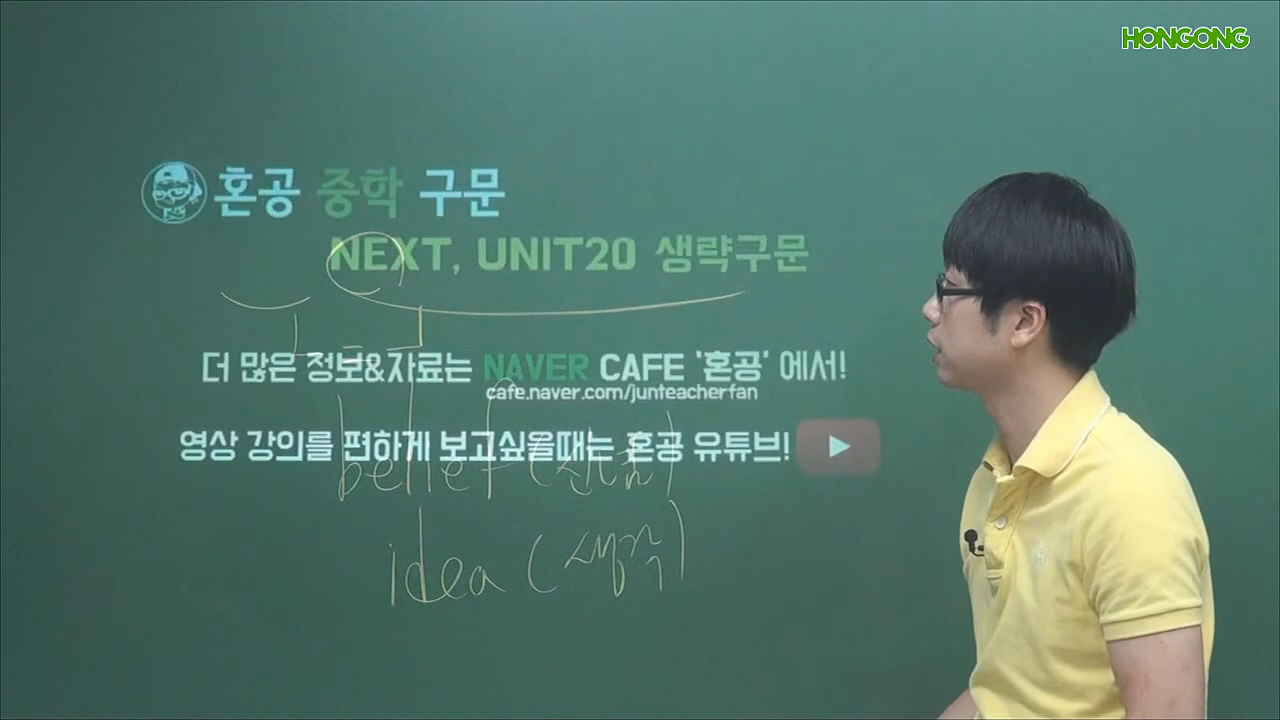 HONGONG
혼공 중학 구문
NEXT, UNIT20 생략구문
더 많은 정보&자료는 NAVER CAFE '혼공' 에서!
cafe.naver.com/junteacherfan
영상 강의를 편하게 보고싶을때는 혼공 유튜브!
belief (신념)
idea (생각)